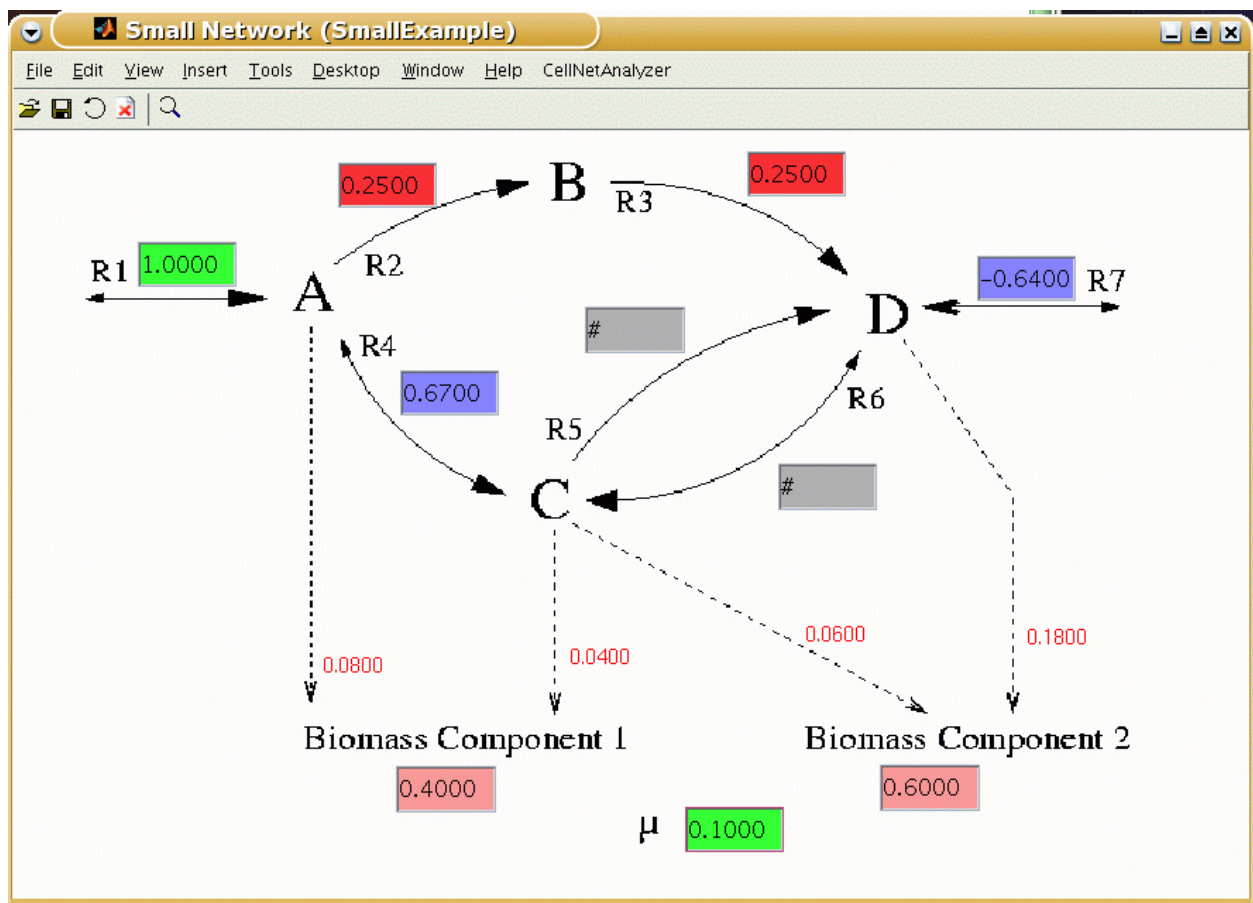 Small Network (SmallExample)
File Edit View Insert Tools Desktop Window Help CellNetAnalyzer
0.2500 B 0.2500
R3
R1 1.0000 R2 -0.6400 R7
A D
#
R4
0.6700 R6
R5
C #
0.0600 0.1800
0.0800 0.0400
Biomass Component 1 Biomass Component 2
0.4000 0.6000
μ 0.1000